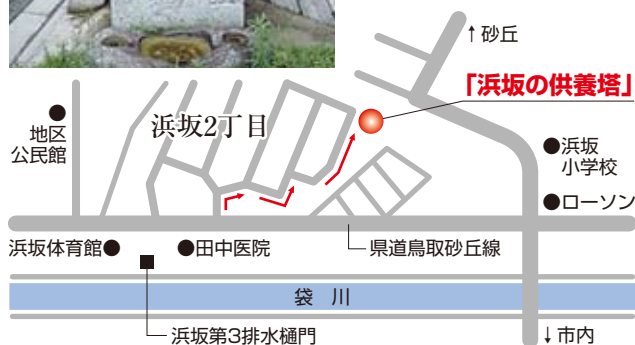 ↑砂丘
「浜坂の供養塔」
浜坂2丁目
●地区
公民館
●浜坂
小学校
●ローソン
浜坂体育館●
●田中医院
県道鳥取砂丘線
袋川
浜坂第3排水樋門
↓市内